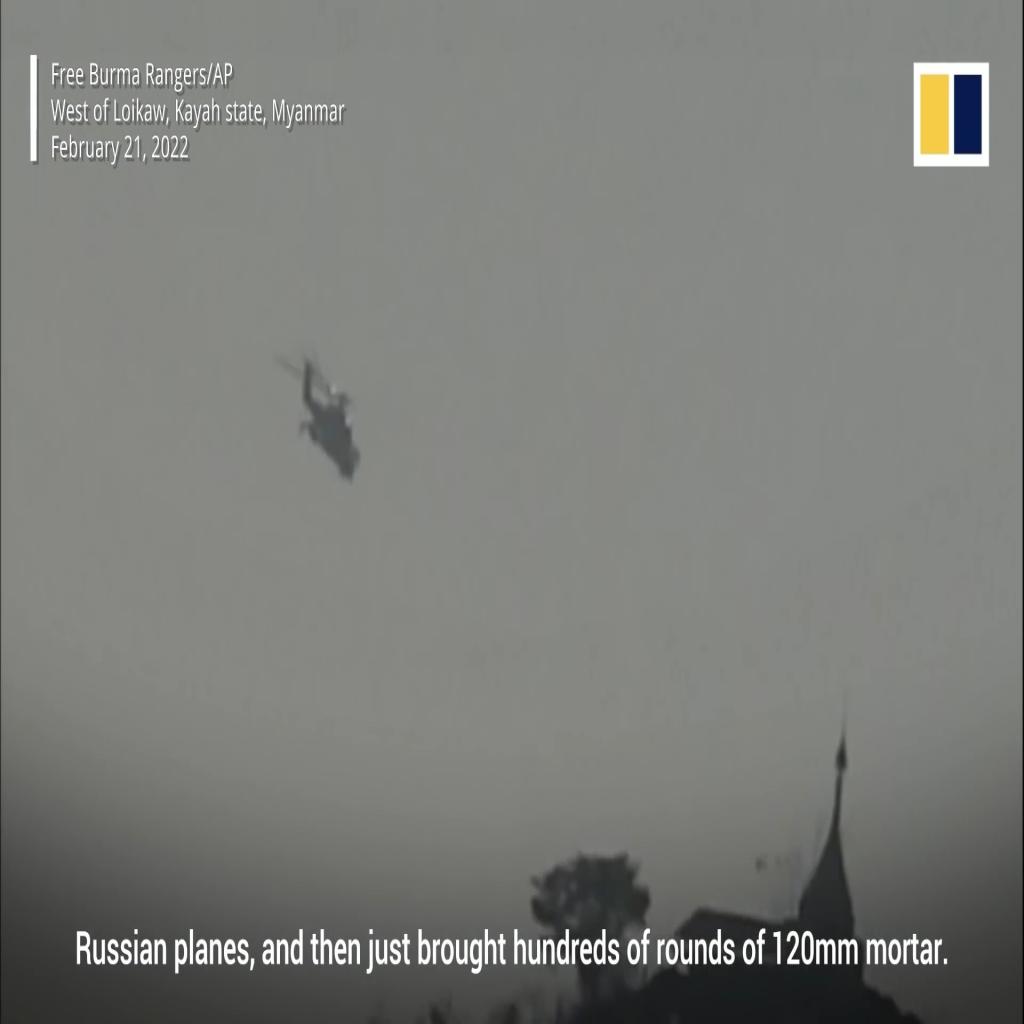 Free Burma Rangers/AP
West of Loikaw, Kayah state, Myanmar
February 21, 2022
Russian planes, and then just brought hundreds of rounds of 120mm mortar.